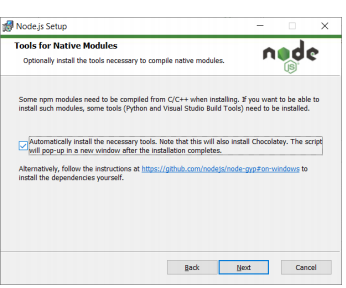 Node.js Setup
Tools for Native Modules
Optionally install the tools necessary to compile native modules.
node
JS
Some npm modules need to be compiled from C/C++ when installing. If you want to be able to
install such modules, some tools (Python and Visual Studio Build Tools) need to be installed.
Automatically install the necessary tools. Note that this will also install Chocolatey. The script
will pop-up in a new window after the installation completes.
Alternatively, follow the instructions at https://github.com/nodejs/node-gyp#on-windows to
install the dependencies yourself.
Back Next Cancel